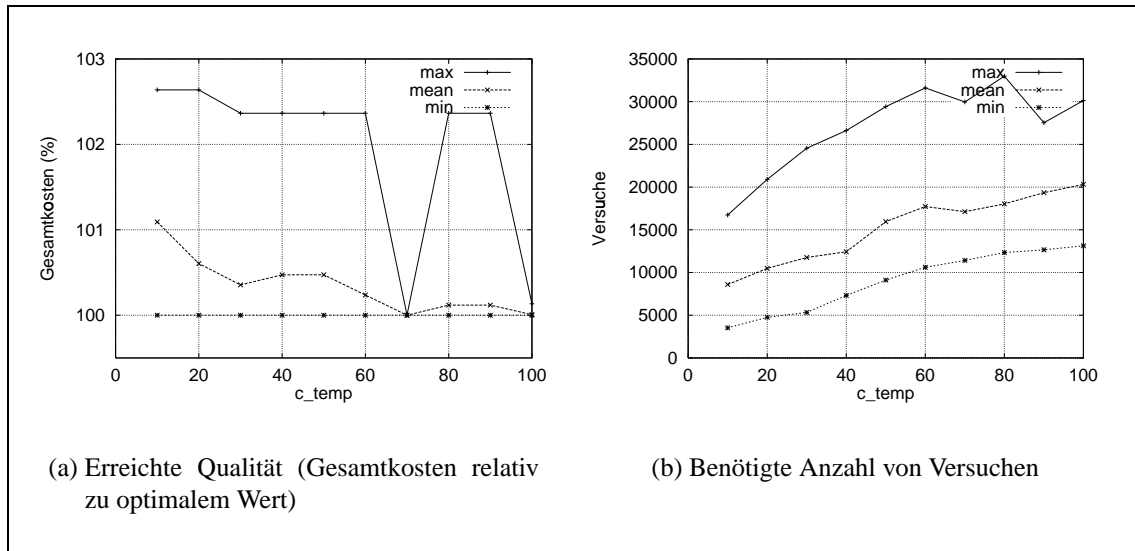 103
102
101
100
0
20
40
60
80
100
Gesamtkosten (%)
c_temp
max
mean
min
35000
30000
25000
20000
15000
10000
5000
0
0
20
40
60
80
100
Versuche
c_temp
max
mean
min
(a) Erreichte Qualität (Gesamtkosten relativ
zu optimalem Wert)
(b) Benötigte Anzahl von Versuchen